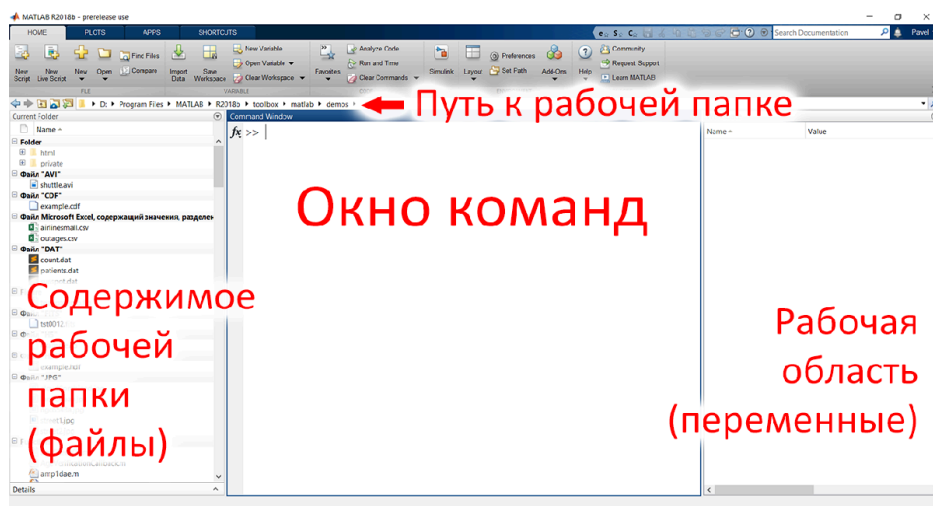 MATLAB R2018b - prerelease use
HOME PLOTS APPS SHORTCUTS
Search Documentation
Pavel
New Script
New Live Script
New
Open
Find Files
Compare
Import Data
Save Workspace
New Variable
Open Variable
Clear Workspace
Favorites
Analyze Code
Run and Time
Clear Commands
Simulink
Layout
Preferences
Set Path
Add-Ons
Help
Community
Request Support
Learn MATLAB
FILE
VARIABLE
D: Program Files MATLAB R2018b toolbox matlab demos
Путь к рабочей папке
Current Folder
Command Window
Name
Name Value
fx >>
Folder
html
private
Файл "AVI"
shuttle.avi
Файл "CDF"
example.cdf
Файл Microsoft Excel, содержащий значения, разделен
airlinesmall.csv
outages.csv
Файл "DAT"
count.dat
patients.dat
Окно команд
Содержимое
рабочей
папки
(файлы)
tst0012
example.hdf
Файл "JPG"
amp1dae.m
Рабочая
область
(переменные)
Details